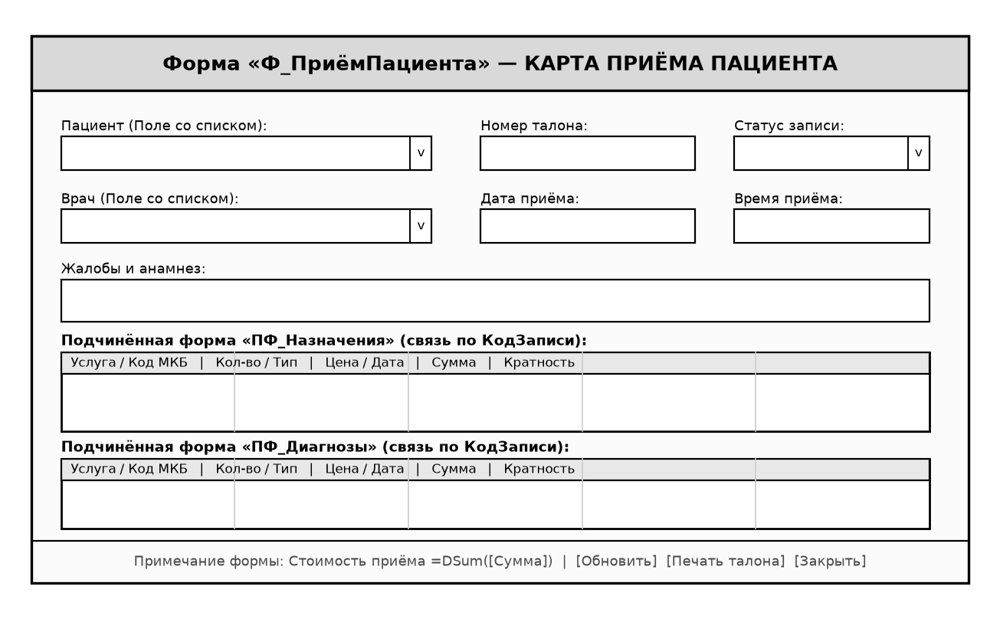 Форма «Ф_ПриёмПациента» — КАРТА ПРИЁМА ПАЦИЕНТА
Пациент (Поле со списком): Номер талона: Статус записи:
v v
Врач (Поле со списком): Дата приёма: Время приёма:
v
Жалобы и анамнез:
Подчинённая форма «ПФ_Назначения» (связь по КодЗаписи):
Услуга / Код МКБ | Кол-во / Тип | Цена / Дата | Сумма | Кратность
Подчинённая форма «ПФ_Диагнозы» (связь по КодЗаписи):
Услуга / Код МКБ | Кол-во / Тип | Цена / Дата | Сумма | Кратность
Примечание формы: Стоимость приёма =DSum([Сумма]) | [Обновить] [Печать талона] [Закрыть]